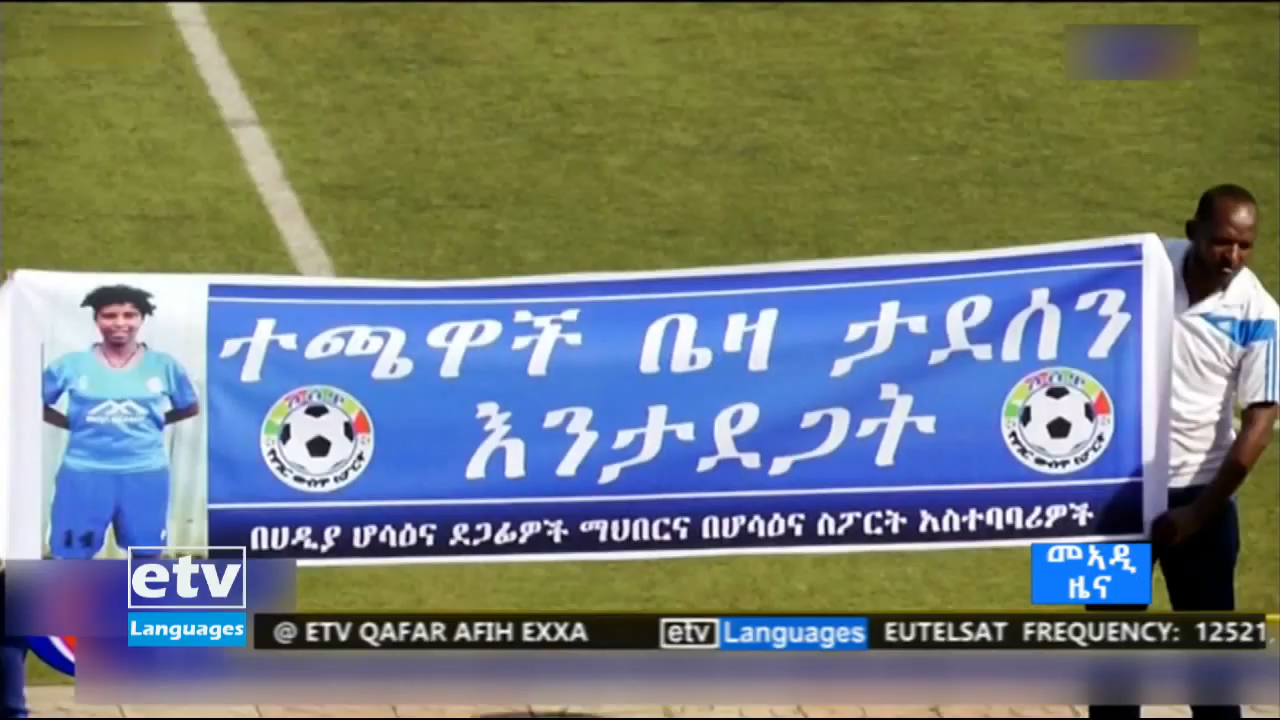 ተጫዋች ቤዛ ታደሰን
እንታደጋት
በሀዲያ ሆሳዕና ደጋፊዎች ማህበርና በሆሳዕና ስፖርት አስተባባሪዎች
መኣዲ
ዜና
etv
Languages
@ ETV QAFAR AFIH EXXA etv Languages EUTELSAT FREQUENCY: 12521